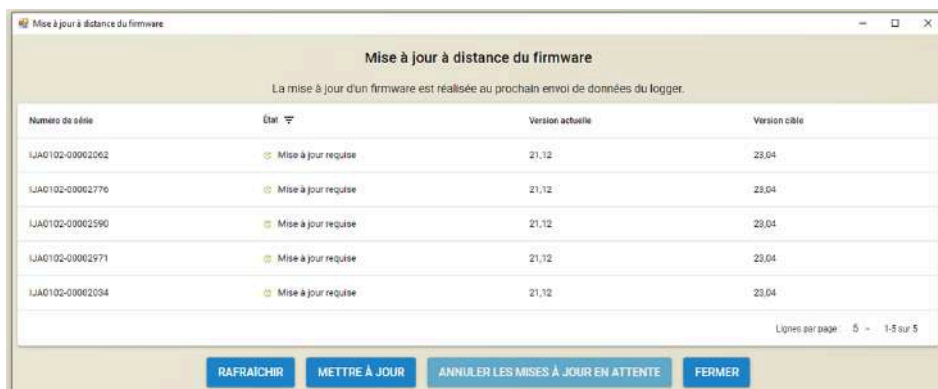 Mise à jour à distance du firmware
Mise à jour à distance du firmware
La mise à jour d'un firmware est réalisée au prochain envoi de données du logger.
Numéro de série État Version actuelle Version cible
IJA0102-00002062 Mise à jour requise 21,12 23,04
IJA0102-00002776 Mise à jour requise 21,12 23,04
IJA0102-00002590 Mise à jour requise 21,12 23,04
IJA0102-00002971 Mise à jour requise 21,12 23,04
IJA0102-00002034 Mise à jour requise 21,12 23,04
Lignes par page : 5 1-5 sur 5
RAFRAÎCHIR METTRE À JOUR ANNULER LES MISES À JOUR EN ATTENTE FERMER